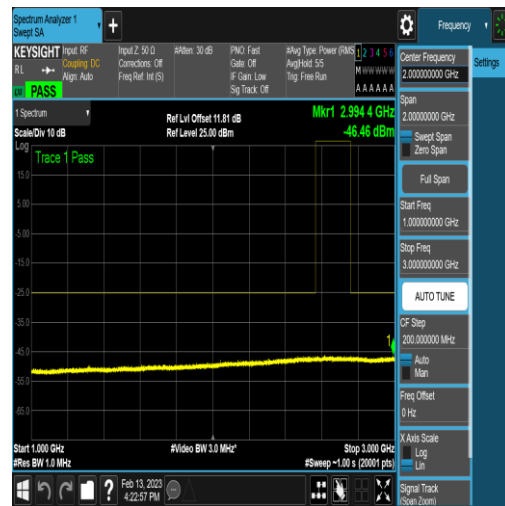 Spectrum Analyzer 1
Swept SA
+
Frequency
KEYSIGHT
RL
Input: RF
Coupling: DC
Align: Auto
Input Z: 50 Ω
Corrections: Off
Freq Ref: Int (S)
#Atten: 30 dB
PNO: Fast
Gate: Off
IF Gain: Low
Sig Track: Off
#Avg Type: Power (RMS
Avg|Hold: 5/5
Trig: Free Run
1 2 3 4 5 6
M W W W W W
A A A A A A
PASS
1 Spectrum
Scale/Div 10 dB
Ref Lvl Offset 11.81 dB
Ref Level 25.00 dBm
Mkr1 2.994 4 GHz
-46.46 dBm
Log
Trace 1 Pass
15.0
5.00
-5.00
-15.0
-25.0
-35.0
-45.0
-55.0
-65.0
1
Start 1.000 GHz
#Res BW 1.0 MHz
#Video BW 3.0 MHz*
Stop 3.000 GHz
#Sweep ~1.00 s (20001 pts)
?
Feb 13, 2023
4:22:57 PM
Center Frequency
2.000000000 GHz
Settings
Span
2.00000000 GHz
Swept Span
Zero Span
Full Span
Start Freq
1.000000000 GHz
Stop Freq
3.000000000 GHz
AUTO TUNE
CF Step
200.000000 MHz
Auto
Man
Freq Offset
0 Hz
X Axis Scale
Log
Lin
Signal Track
(Span Zoom)